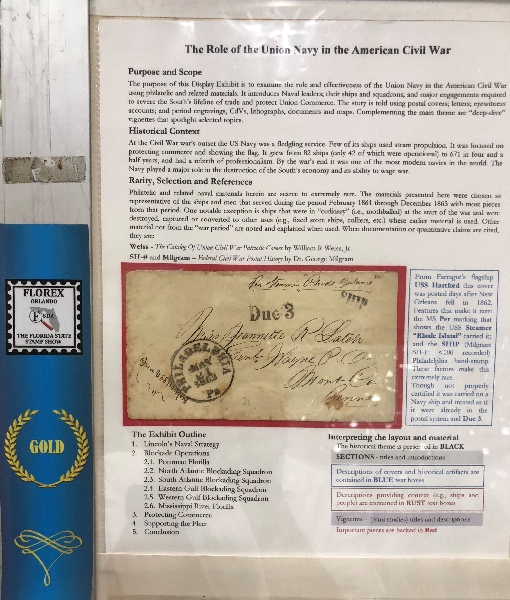 The Role of the Union Navy in the American Civil War
Purpose and Scope
The purpose of this Display Exhibit is to examine the role and effectiveness of the Union Navy in the American Civil War
using philatelic and related materials. It introduces Naval leaders; their ships and squadrons; and major engagements required
to sever the South's lifeline of trade and protect Union Commerce. The story is told using postal covers; letters; eyewitness
accounts; and period engravings, CdVs, lithographs, documents and maps. Complementing the main theme are "deep-dive"
vignettes that spotlight selected topics.
Historical Context
At the Civil War's outset the US Navy was a fledgling service. Few of its ships used steam propulsion. It was focused on
protecting commerce and showing the flag. It grew from 82 ships (only 42 of which were operational) to 671 in four and a
half years, and had a rebirth of professionalism. By the war's end it was one of the most modern navies in the world. The
Navy played a major role in the destruction of the South's economy and its ability to wage war.
Rarity, Selection and References
Philatelic and related naval materials herein are scarce to extremely rare. The materials presented here were chosen as
representative of the ships and men that served during the period February 1861 through December 1865 with most pieces
from that period. One notable exception is ships that were in "ordinary" (i.e., mothballed) at the start of the war and were
destroyed, captured or converted to other uses (e.g., fixed store ships, colliers, etc.) where earlier material is used. Other
material not from the "war period" are noted and explained when used. When documentation or quantitative claims are cited,
they are:
Weiss - The Catalog Of Union Civil War Patriotic Covers by William R Weiss, Jr.
SH-# and Milgram - Federal Civil War Postal History by Dr. George Milgram
FLOREX
ORLANDO
THE FLORIDA STATE
STAMP SHOW
GOLD
Per Steamer Rhode Island
SHIP
Due 3
Miss Jeannette R Latch
PHILADELPHIA
MAY
Pa
Wayne P.O.
Mont. Co.
From Farragut's flagship
USS Hartford this cover
was posted days after New
Orleans fell in 1862.
Features that make it rare:
the MS Per marking that
shows the USS Steamer
"Rhode Island" carried it;
and the SHIP (Milgram
SH-1: <100 recorded)
Philadelphia hand-stamp.
These factors make this
extremely rare.
Though not properly
certified it was carried on a
Navy ship and treated as if
it were already in the
postal system and Due 3.
The Exhibit Outline
1. Lincoln's Naval Strategy
2. Blockade Operations
2.1. Potomac Flotilla
2.2. North Atlantic Blockading Squadron
2.3. South Atlantic Blockading Squadron
2.4. Eastern Gulf Blockading Squadron
2.5. Western Gulf Blockading Squadron
2.6. Mississippi River Flotilla
3. Protecting Commerce
4. Supporting the Fleet
5. Conclusion
Interpreting the layout and material
The historical theme is presented in BLACK
SECTIONS - titles and introductions
Descriptions of covers and historical artifacts are
contained in BLUE text boxes
Descriptions providing context (e.g., ships and
people) are contained in RUST text boxes
Vignettes - (mini studies) titles and descriptions
Important pieces are backed in Red